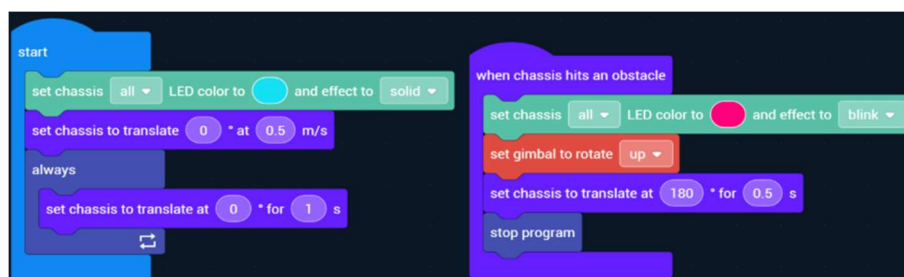 start
set chassis all LED color to and effect to solid
set chassis to translate 0 ° at 0.5 m/s
always
set chassis to translate at 0 ° for 1 s
when chassis hits an obstacle
set chassis all LED color to and effect to blink
set gimbal to rotate up
set chassis to translate at 180 ° for 0.5 s
stop program